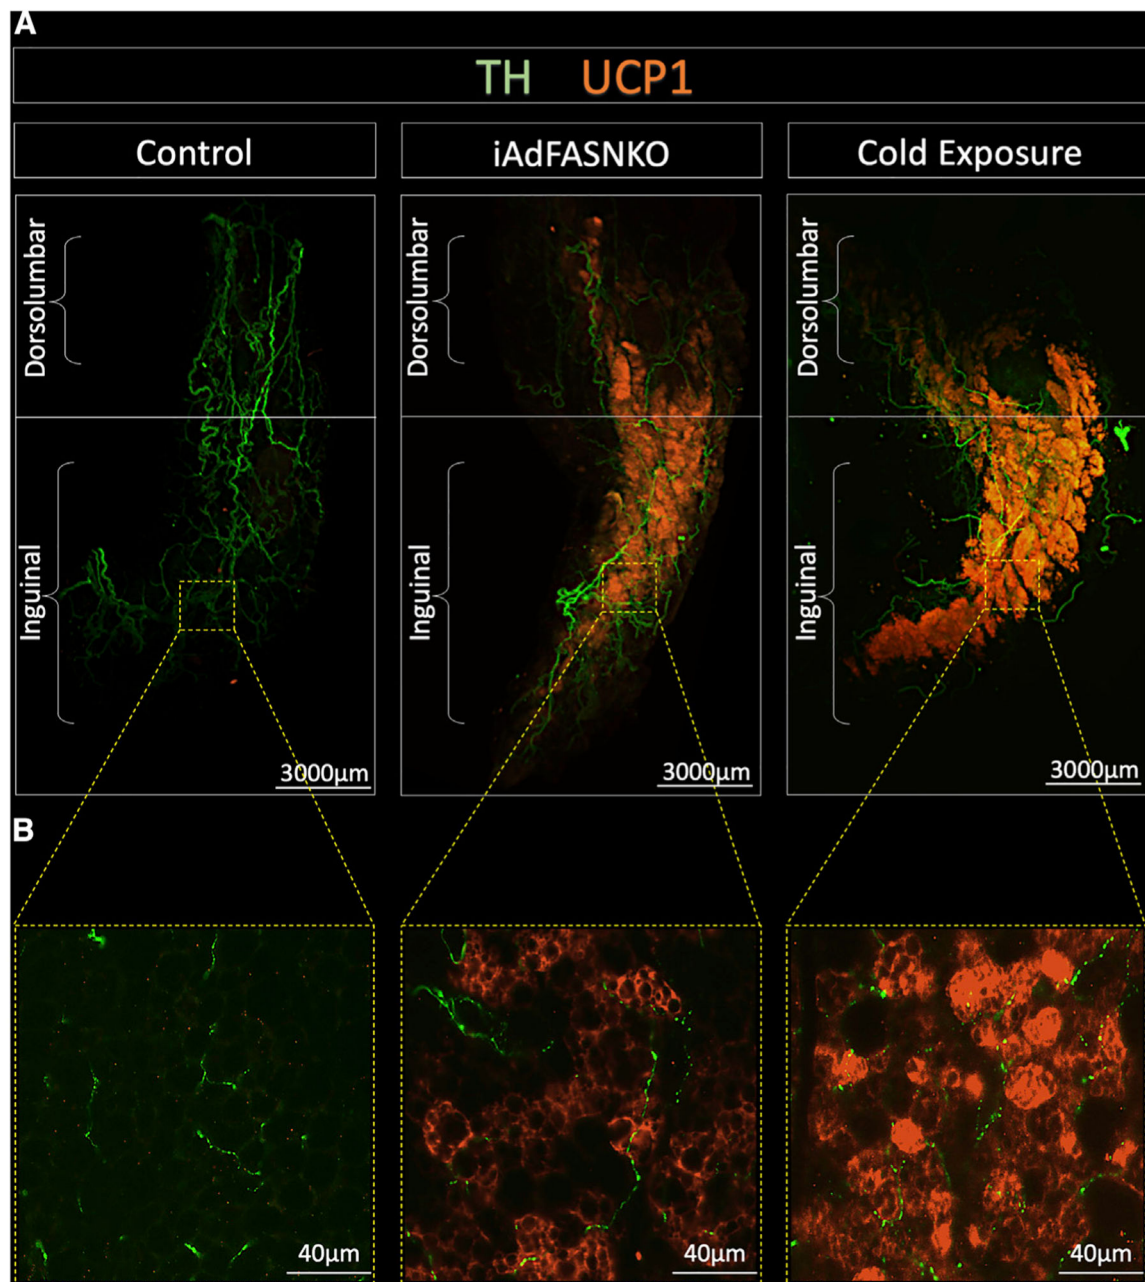 A
TH UCP1
Control iAdFASNKO Cold Exposure
Dorsolumbar Dorsolumbar Dorsolumbar
Inguinal Inguinal Inguinal
3000μm 3000μm 3000μm
B
40μm 40μm 40μm